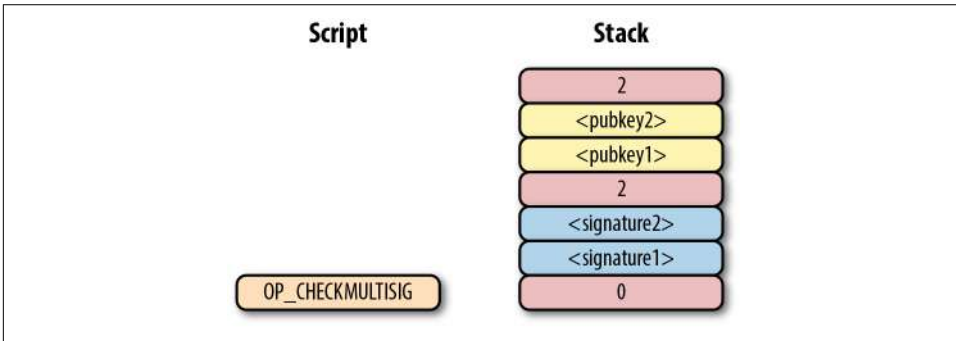 Script Stack
2
<pubkey2>
<pubkey1>
2
<signature2>
<signature1>
OP_CHECKMULTISIG 0